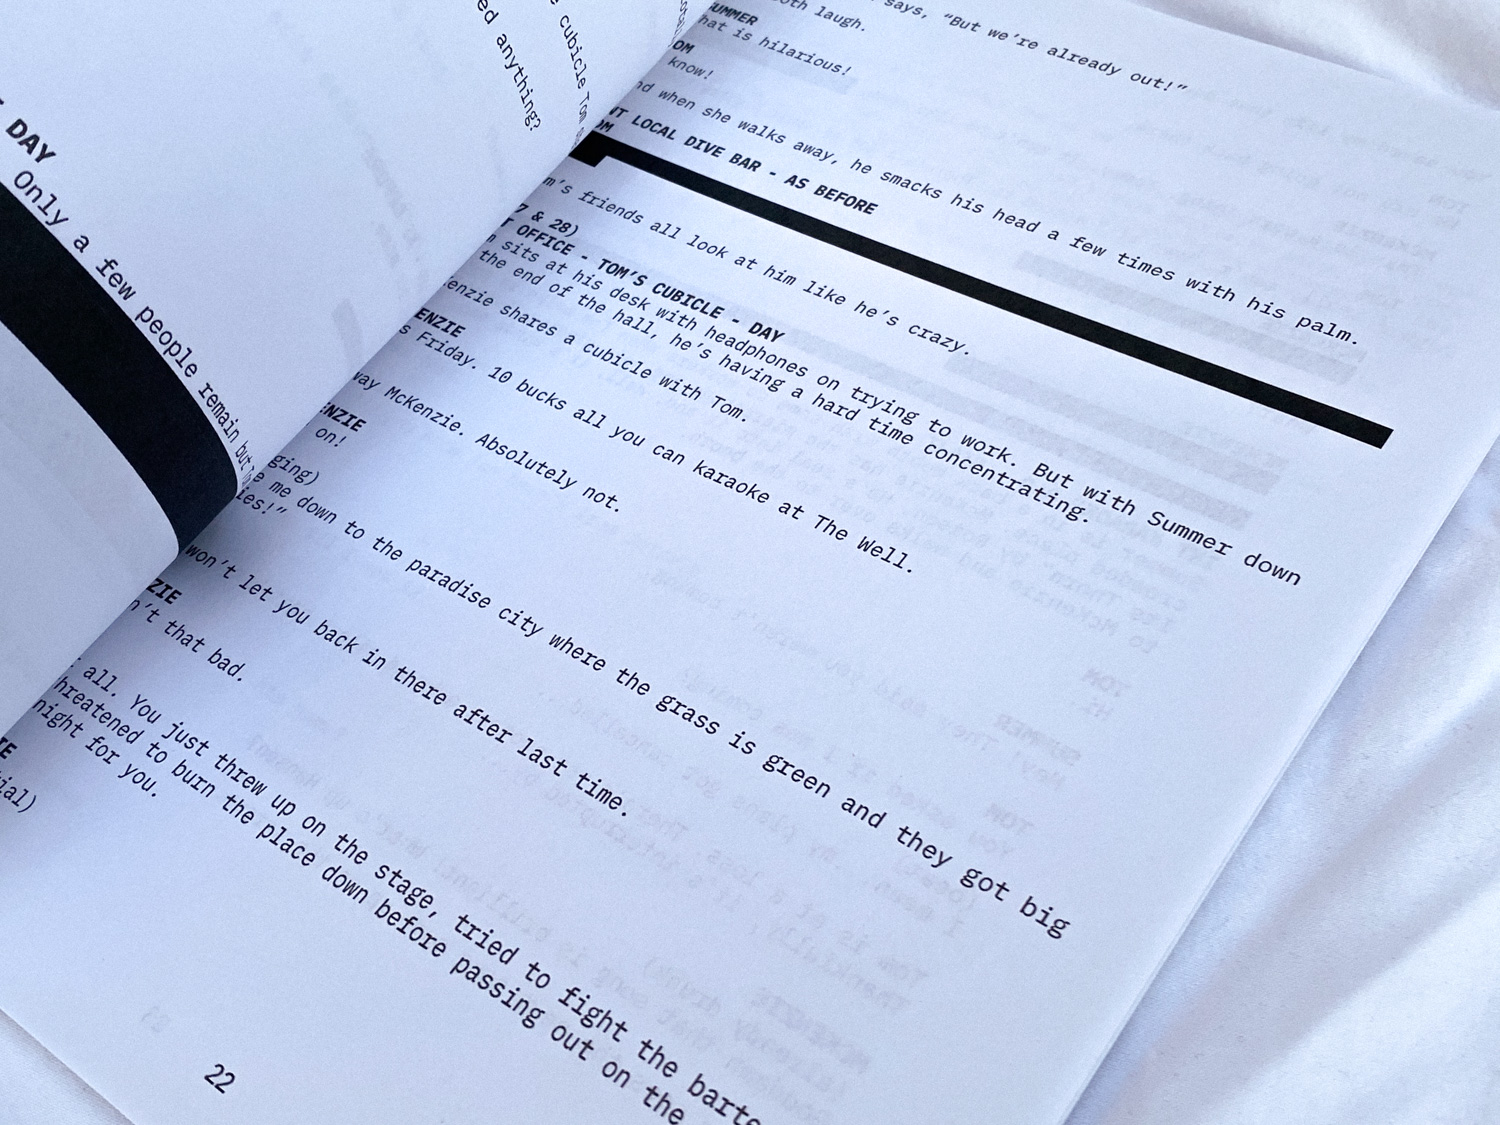 cubicle Tom
ed anything?
DAY
Only a few people remain but
says, “But we’re already out!”
both laugh.
SUMMER
hat is hilarious!
OM
know!
nd when she walks away, he smacks his head a few times with his palm.
NT LOCAL DIVE BAR - AS BEFORE
OM
m’s friends all look at him like he’s crazy.
7 & 28)
T OFFICE - TOM’S CUBICLE - DAY
m sits at his desk with headphones on trying to work. But with Summer down
the end of the hall, he’s having a hard time concentrating.
Kenzie shares a cubicle with Tom.
ENZIE
s Friday. 10 bucks all you can karaoke at The Well.
way McKenzie. Absolutely not.
ENZIE
on!
ging)
e me down to the paradise city where the grass is green and they got big
ies!”
won’t let you back in there after last time.
ZIE
n’t that bad.
all. You just threw up on the stage, tried to fight the barte
hreatened to burn the place down before passing out on the
night for you.
IE
ial)
22